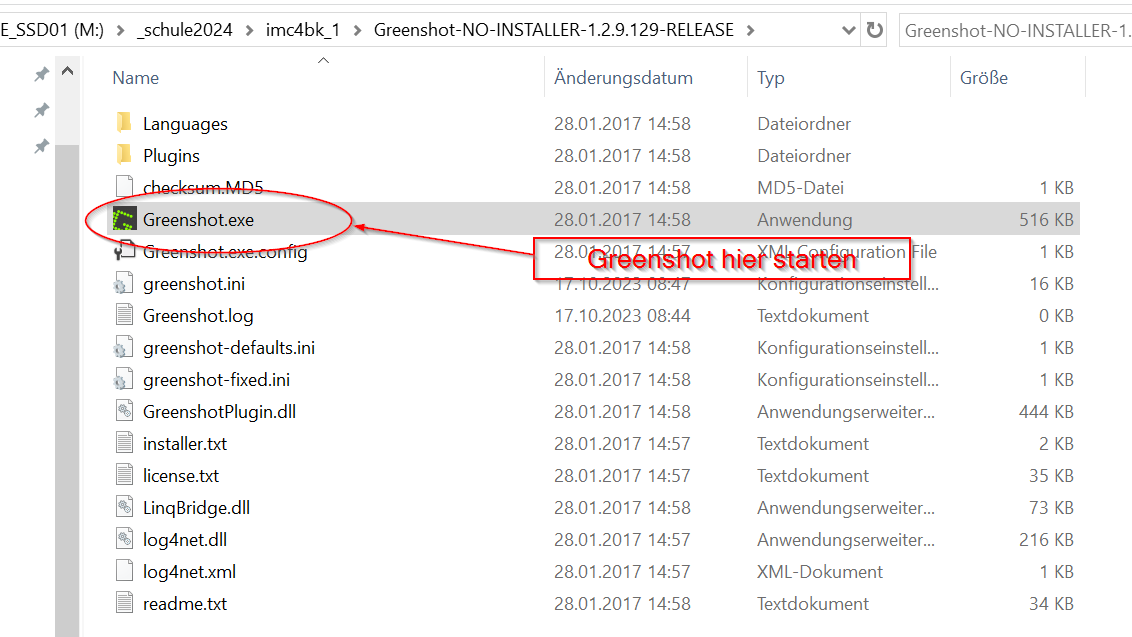 E_SSD01 (M:) > _schule2024 > imc4bk_1 > Greenshot-NO-INSTALLER-1.2.9.129-RELEASE >
Greenshot-NO-INSTALLER-1.
Name Änderungsdatum Typ Größe
Languages 28.01.2017 14:58 Dateiordner
Plugins 28.01.2017 14:58 Dateiordner
checksum.MD5 28.01.2017 14:58 MD5-Datei 1 KB
Greenshot.exe 28.01.2017 14:58 Anwendung 516 KB
Greenshot.exe.config 28.01.2017 14:57 XML Configuration File 1 KB
Greenshot hier starten
greenshot.ini 17.10.2023 08:47 Konfigurationseinstell... 16 KB
Greenshot.log 17.10.2023 08:44 Textdokument 0 KB
greenshot-defaults.ini 28.01.2017 14:58 Konfigurationseinstell... 1 KB
greenshot-fixed.ini 28.01.2017 14:58 Konfigurationseinstell... 1 KB
GreenshotPlugin.dll 28.01.2017 14:58 Anwendungserweiter... 444 KB
installer.txt 28.01.2017 14:57 Textdokument 2 KB
license.txt 28.01.2017 14:57 Textdokument 35 KB
LinqBridge.dll 28.01.2017 14:58 Anwendungserweiter... 73 KB
log4net.dll 28.01.2017 14:57 Anwendungserweiter... 216 KB
log4net.xml 28.01.2017 14:57 XML-Dokument 1 KB
readme.txt 28.01.2017 14:58 Textdokument 34 KB